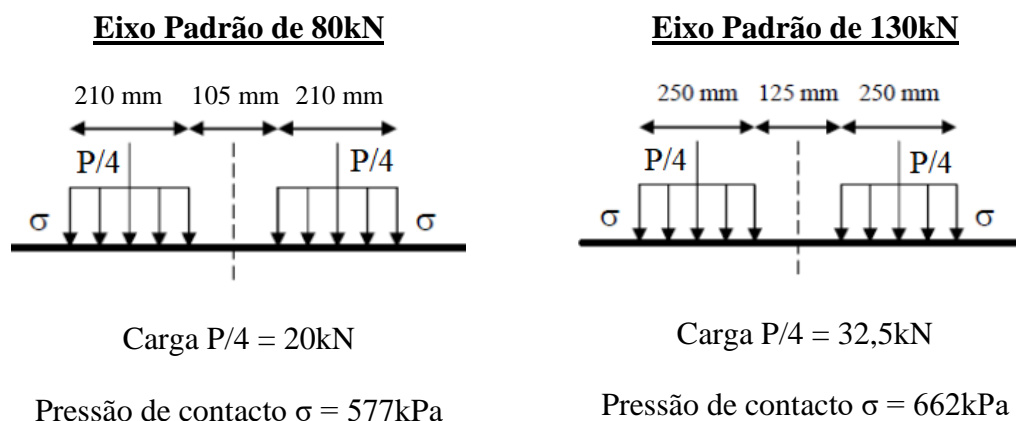 Eixo Padrão de 80kN
210 mm 105 mm 210 mm
P/4 P/4
σ σ
Carga P/4 = 20kN
Pressão de contacto σ = 577kPa
Eixo Padrão de 130kN
250 mm 125 mm 250 mm
P/4 P/4
σ σ
Carga P/4 = 32,5kN
Pressão de contacto σ = 662kPa